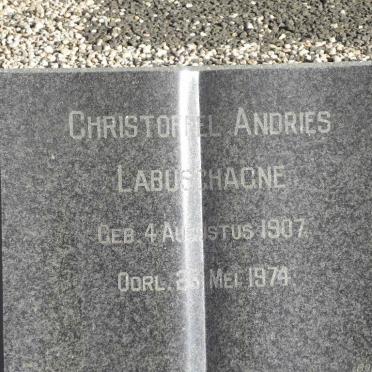 CHRISTOFFEL ANDRIES
LABUSCHAGNE
GEB. 4 AUGUSTUS 1907
OORL. MEI 1974